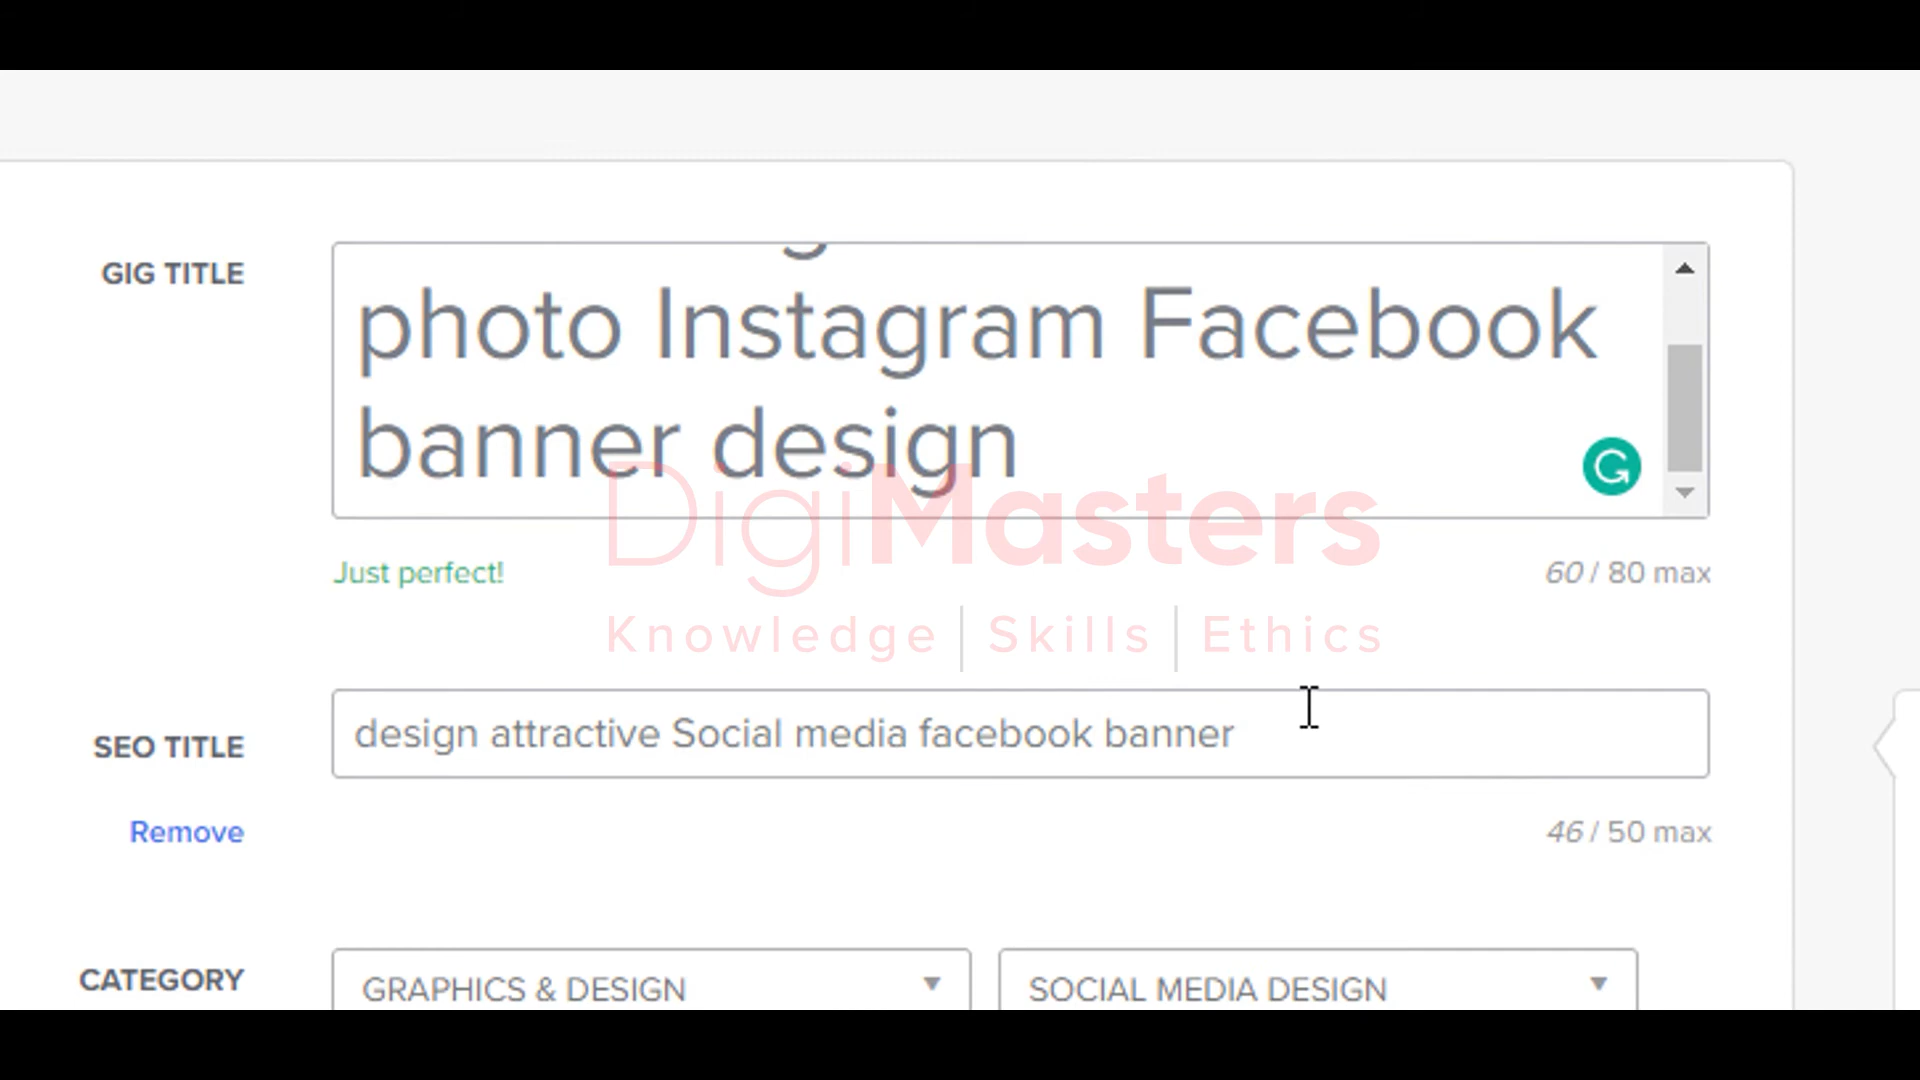 GIG TITLE
photo Instagram Facebook
banner design
Just perfect!
60 / 80 max
DigiMasters
Knowledge | Skills | Ethics
SEO TITLE
design attractive Social media facebook banner
Remove
46 / 50 max
CATEGORY
GRAPHICS & DESIGN
SOCIAL MEDIA DESIGN